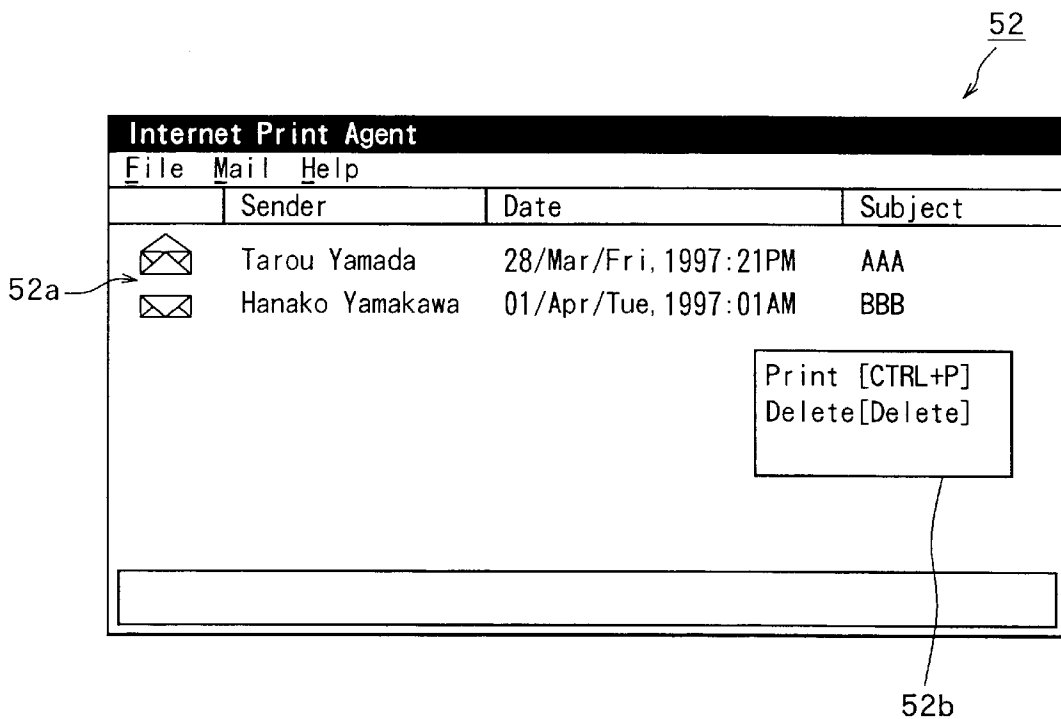 52
Internet Print Agent
File Mail Help
Sender Date Subject
Tarou Yamada 28/Mar/Fri,1997:21PM AAA
52a
Hanako Yamakawa 01/Apr/Tue,1997:01AM BBB
Print [CTRL+P]
Delete[Delete]
52b